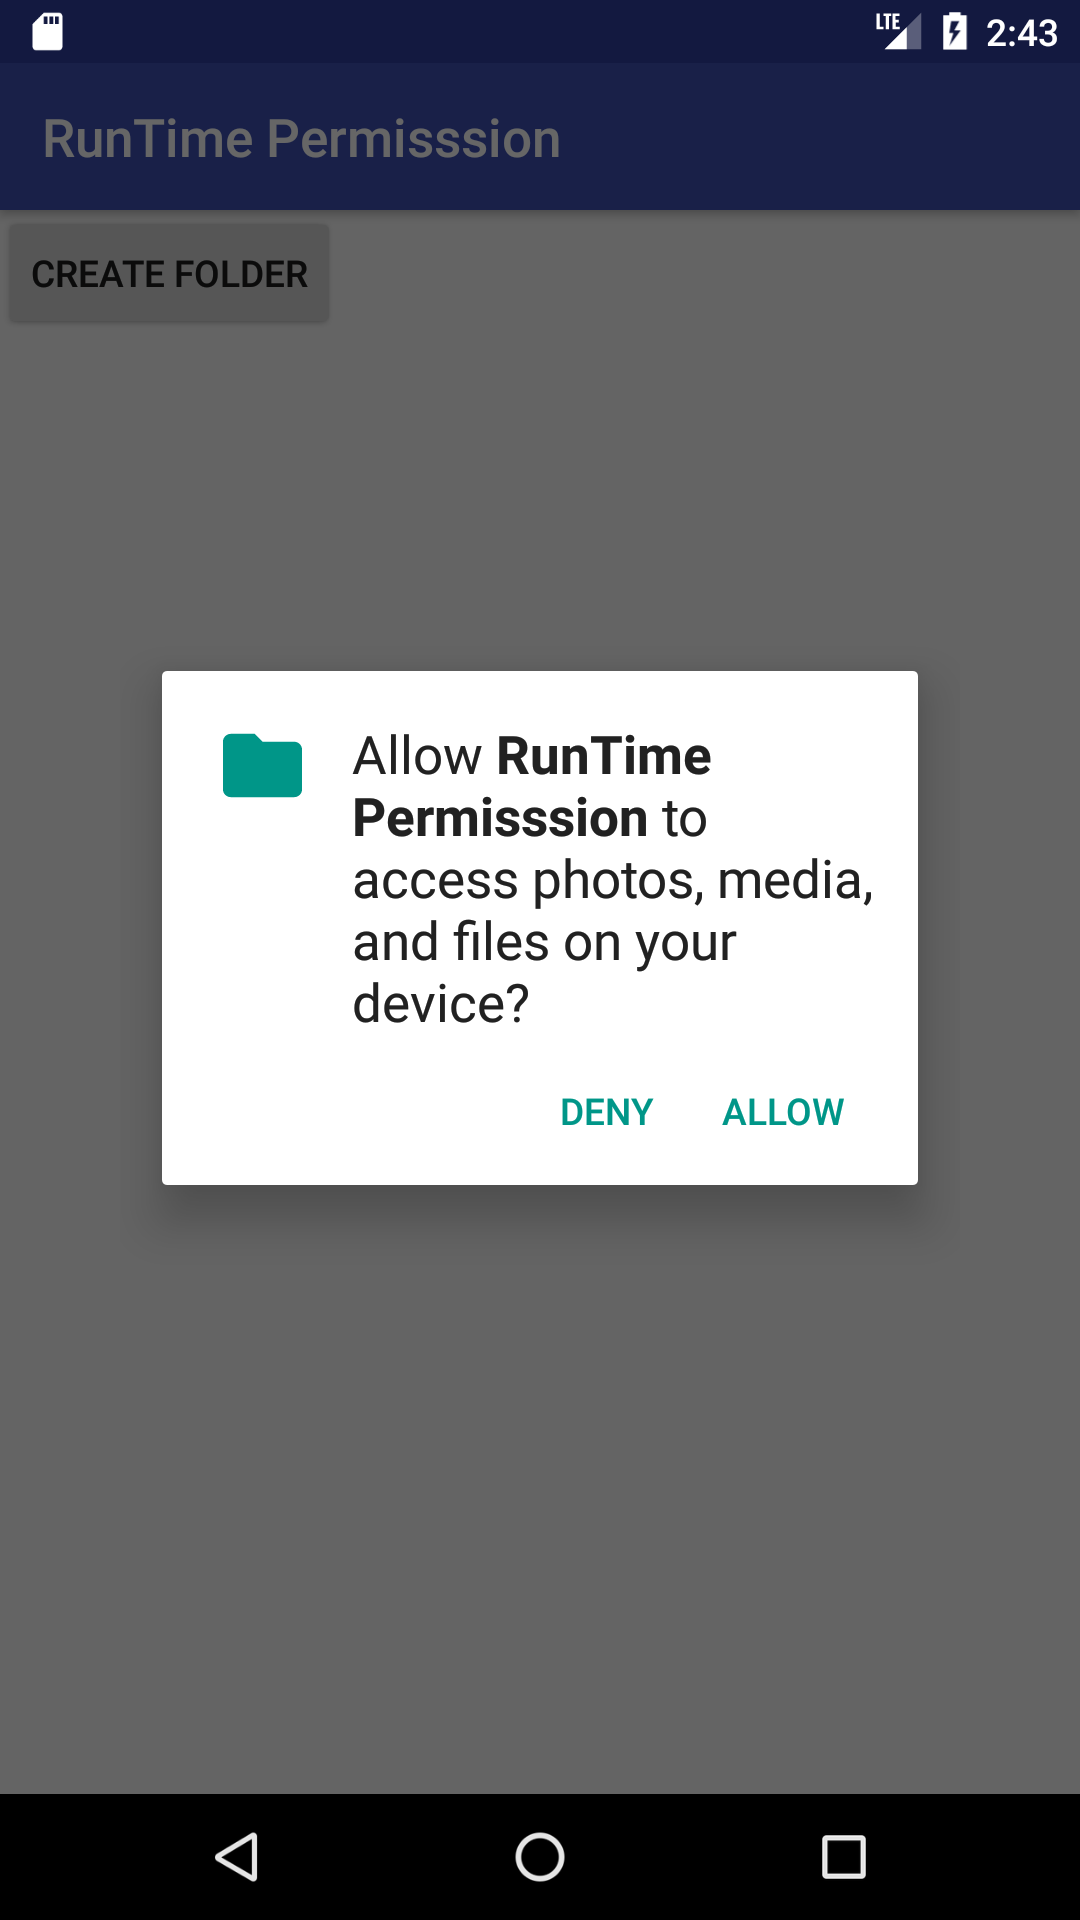 LTE 2:43
RunTime Permisssion
CREATE FOLDER
Allow RunTime
Permisssion to
access photos, media,
and files on your
device?
DENY ALLOW